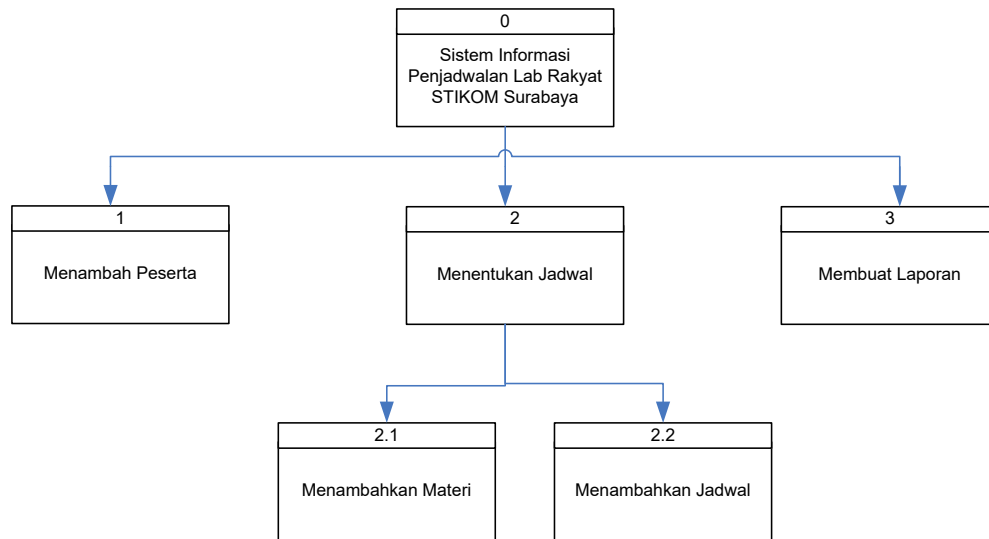 0
Sistem Informasi
Penjadwalan Lab Rakyat
STIKOM Surabaya
1
Menambah Peserta
2
Menentukan Jadwal
3
Membuat Laporan
2.1
Menambahkan Materi
2.2
Menambahkan Jadwal